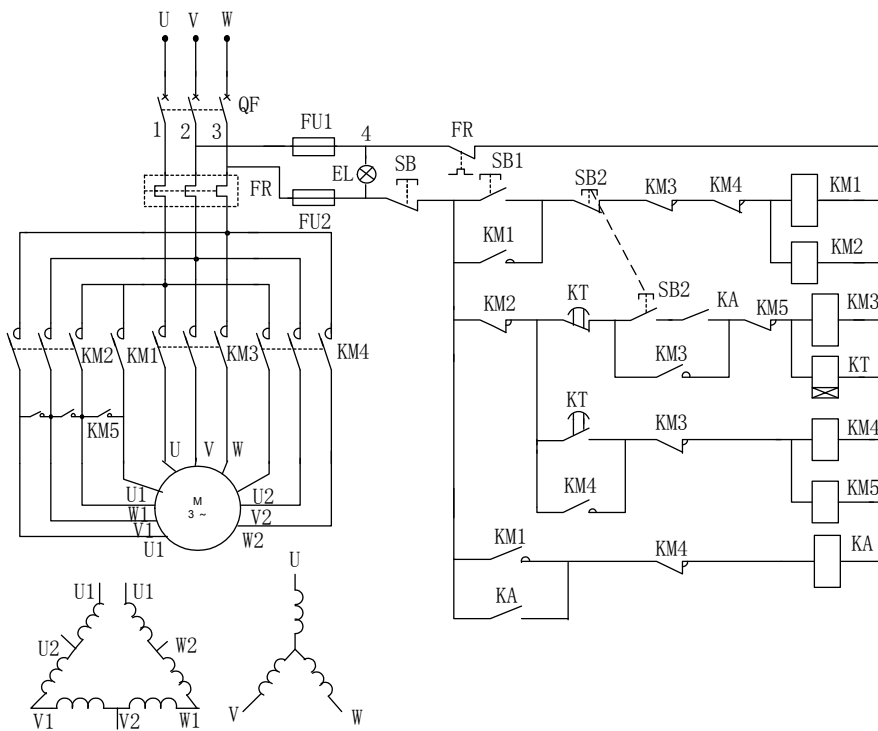 U V W
QF
1 2 3
FU1 4 FR
EL SB SB1
FR
FU2
SB2 KM3 KM4 KM1
KM1 KM2
KM2 KT SB2 KA KM5 KM3
KM2 KM1 KM3 KM4
KM3 KT
KT KM3 KM4
KM5
U V W
KM4 KM5
U1 M U2
W1 3 ~ V2
V1
U1 W2
KM1 KM4 KA
KA
U1 U1 U
U2 W2
V W
V1 V2 W1